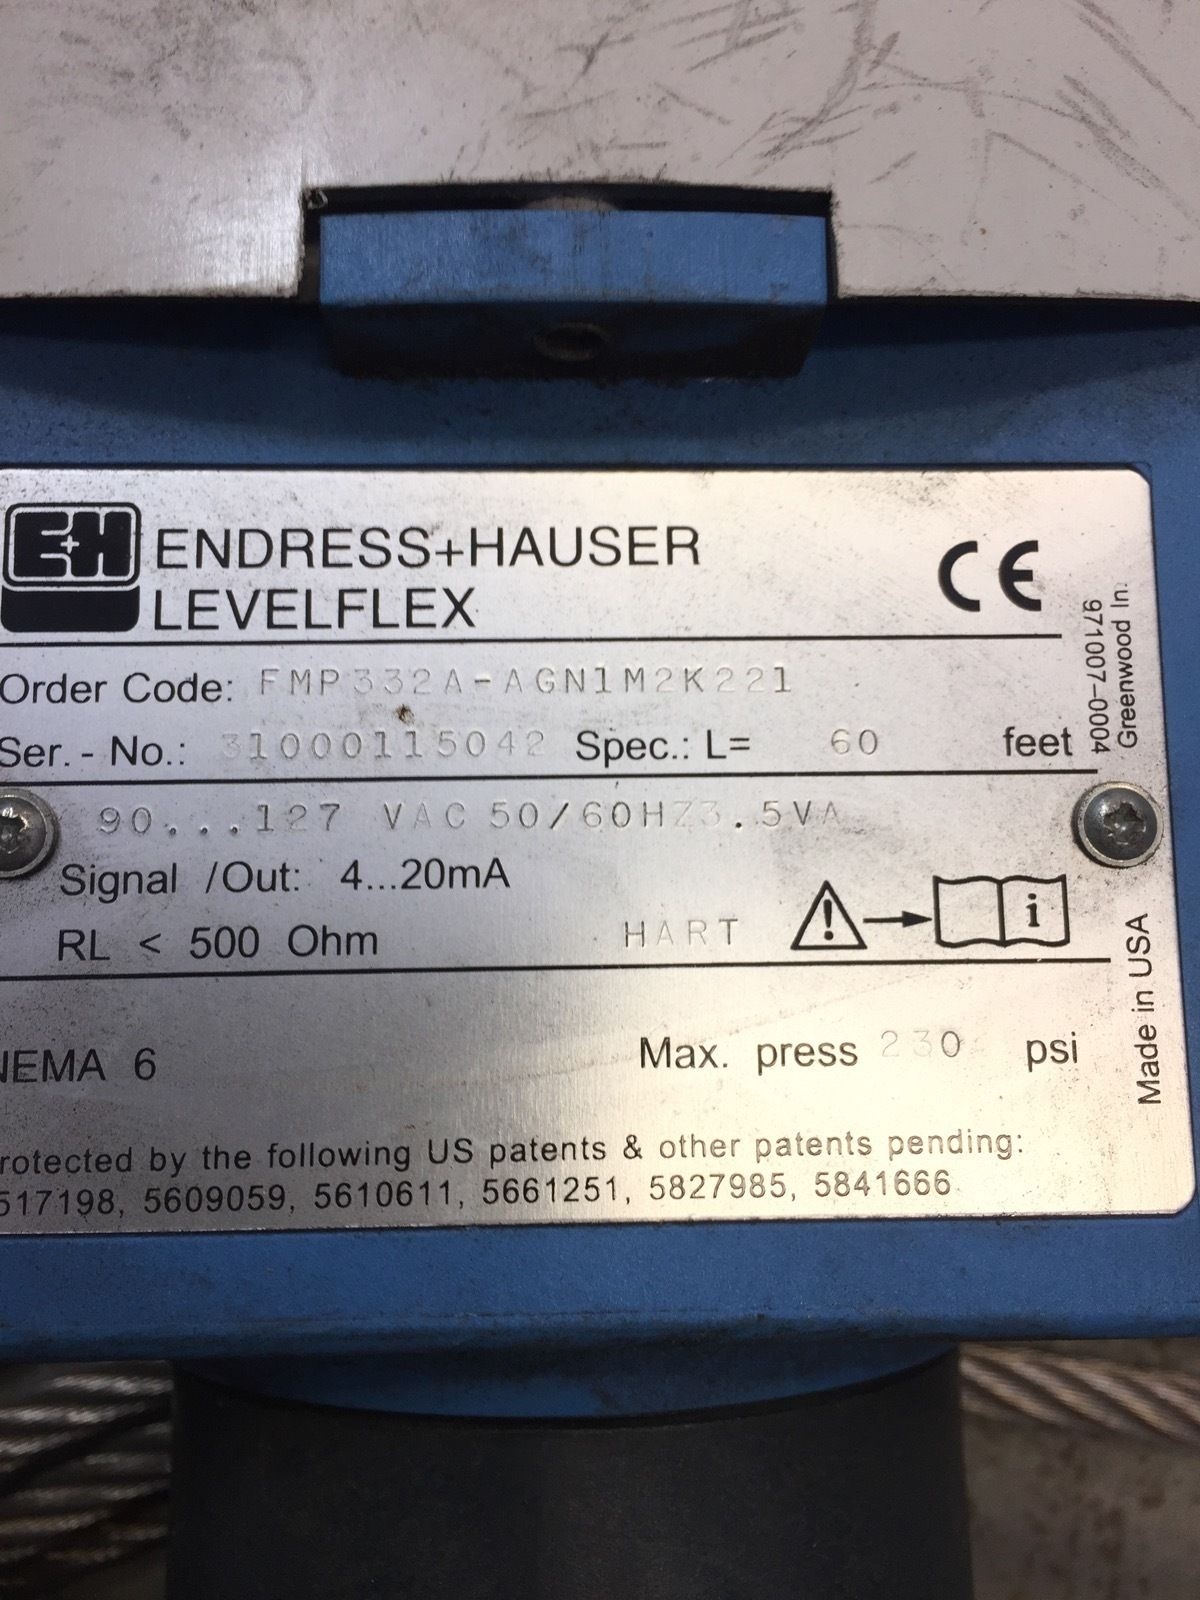 E+H ENDRESS+HAUSER
LEVELFLEX
CE
Order Code: FMP332A-AGN1M2K221
Ser. - No.: 31000115042 Spec.: L= 60 feet
90...127 VAC 50/60HZ3.5VA
Signal /Out: 4...20mA
RL < 500 Ohm HART
! i
NEMA 6 Max. press 230 psi
rotected by the following US patents & other patents pending:
517198, 5609059, 5610611, 5661251, 5827985, 5841666
971007-0004
Greenwood In.
Made in USA